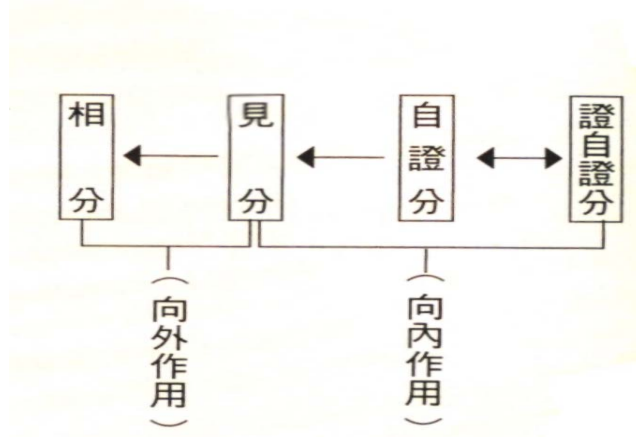 相分
見分
自證分
證自證分
（向外作用）
（向內作用）